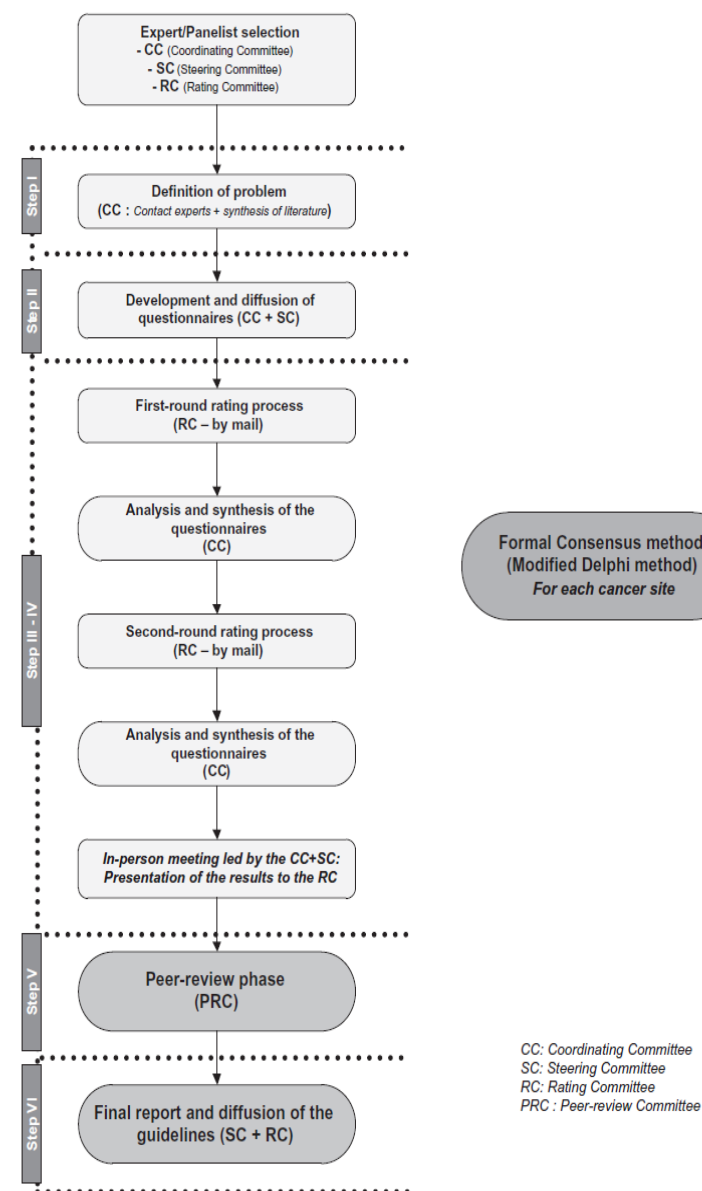 Expert/Panelist selection
- CC (Coordinating Committee)
- SC (Steering Committee)
- RC (Rating Committee)
Step I
Definition of problem
(CC : Contact experts + synthesis of literature)
Step II
Development and diffusion of
questionnaires (CC + SC)
First-round rating process
(RC – by mail)
Analysis and synthesis of the
questionnaires
(CC)
Formal Consensus method
(Modified Delphi method)
For each cancer site
Step III - IV
Second-round rating process
(RC – by mail)
Analysis and synthesis of the
questionnaires
(CC)
In-person meeting led by the CC+SC:
Presentation of the results to the RC
Step V
Peer-review phase
(PRC)
Step VI
Final report and diffusion of the
guidelines (SC + RC)
CC: Coordinating Committee
SC: Steering Committee
RC: Rating Committee
PRC : Peer-review Committee